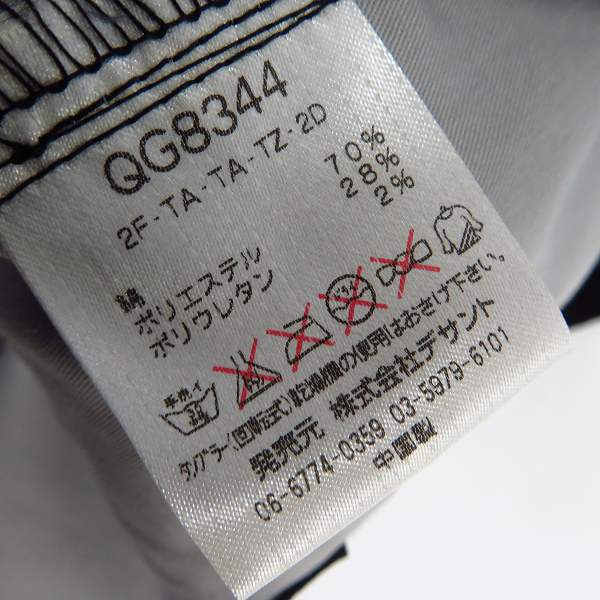 QG8344
2F-TA-TA-TZ-2D
綿 70%
ポリエステル 28%
ポリウレタン 2%
手洗イ
タンブラー(回転式)乾燥機の使用はおさけ下さい。
発売元 株式会社デサント
06-6774-0359 03-5979-6101
中国製